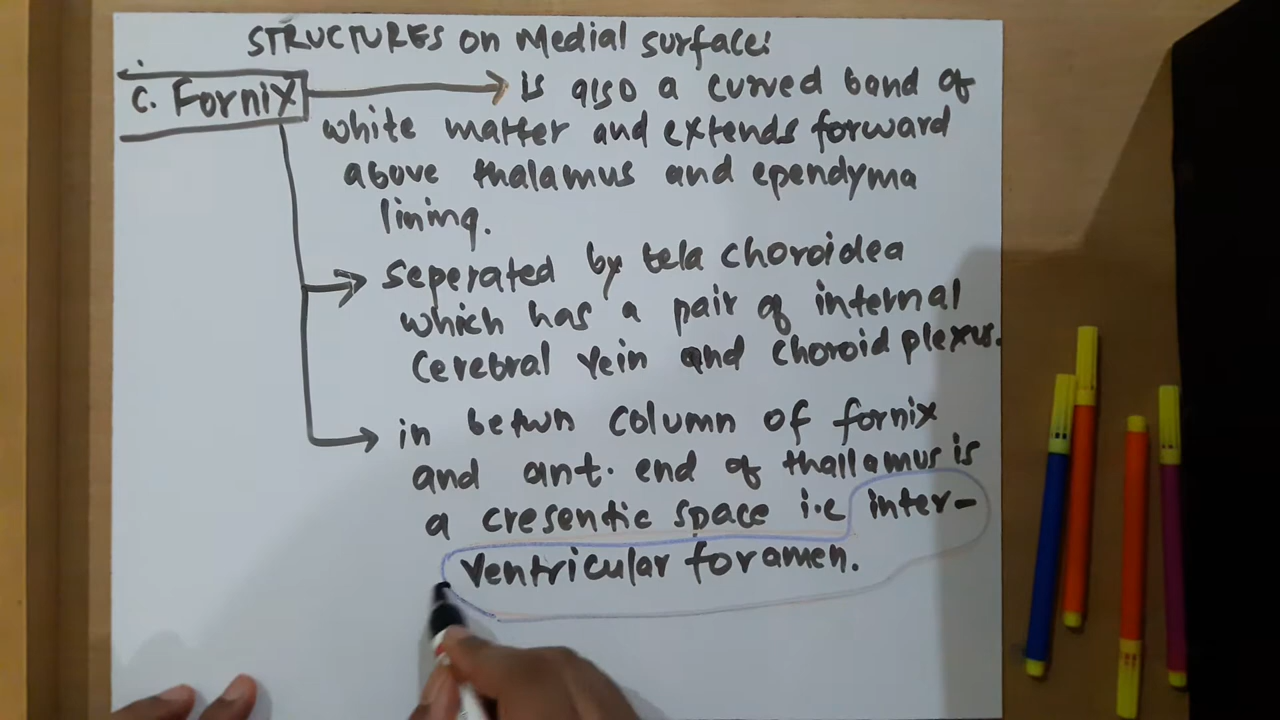 STRUCTURES on Medial surface:
c. Fornix
is also a curved band of
white matter and extends forward
above thalamus and ependyma
lining.
seperated by tela choroidea
which has a pair of internal
cerebral vein and choroid plexus.
in betwn column of fornix
and ant. end of thallamus is
a cresentic space i.e inter-
ventricular foramen.